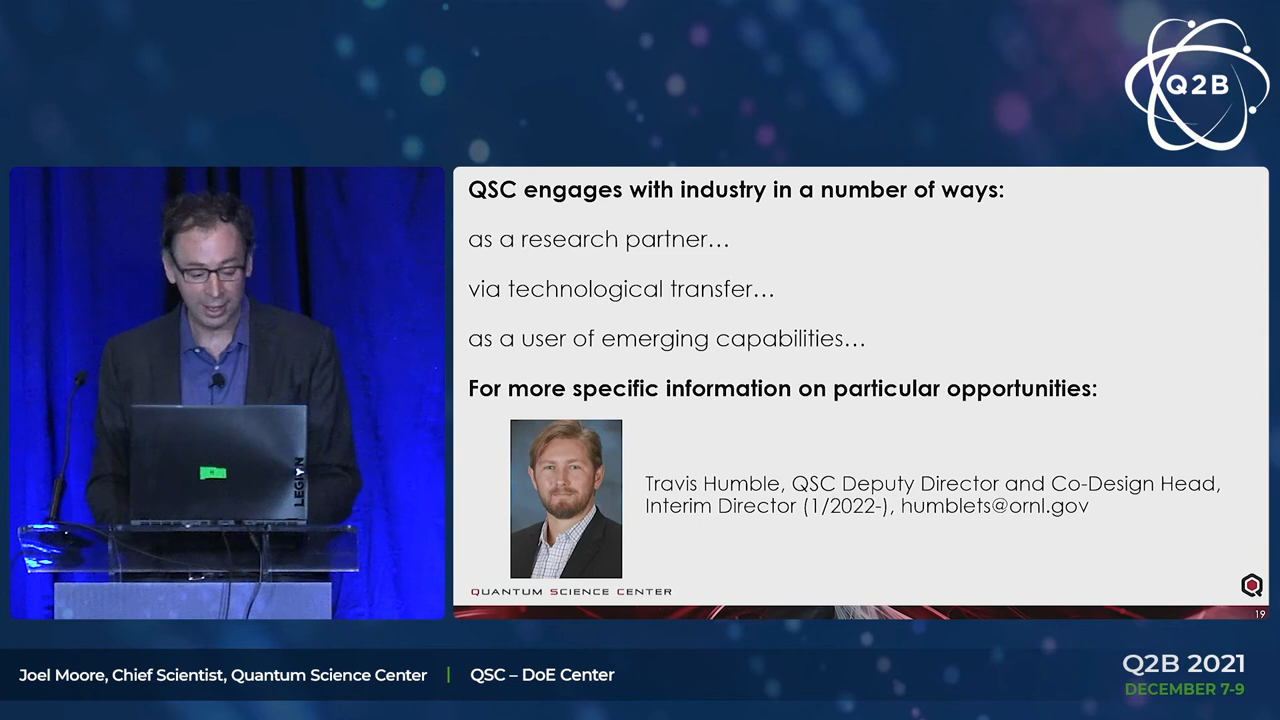 Q2B
QSC engages with industry in a number of ways:
as a research partner…
via technological transfer…
as a user of emerging capabilities…
For more specific information on particular opportunities:
Travis Humble, QSC Deputy Director and Co-Design Head,
Interim Director (1/2022-), humblets@ornl.gov
QUANTUM SCIENCE CENTER
19
LEGION
H
Joel Moore, Chief Scientist, Quantum Science Center | QSC – DoE Center
Q2B 2021
DECEMBER 7-9